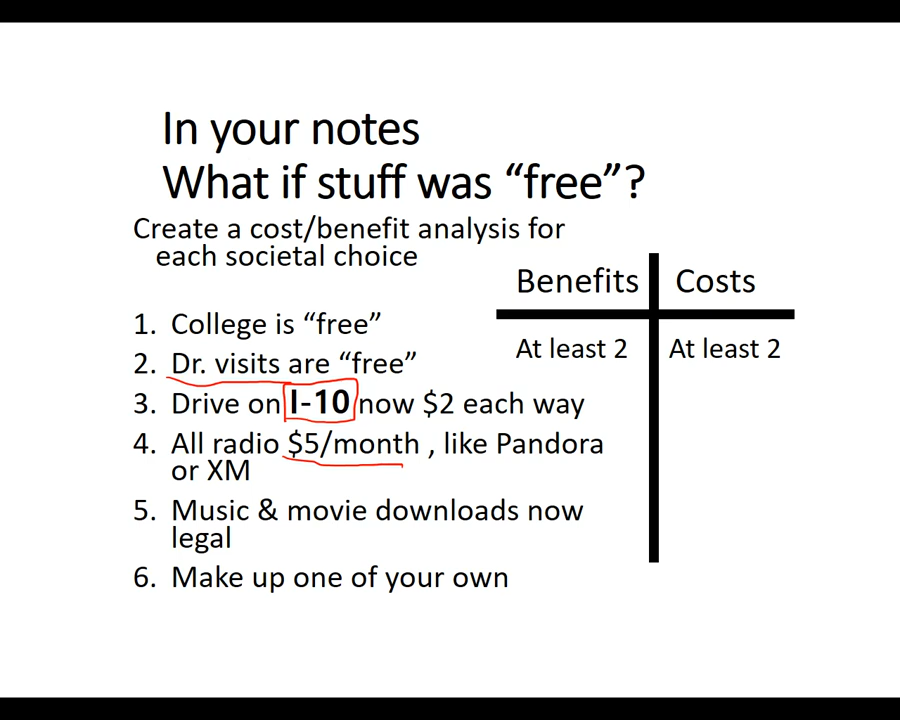 In your notes
What if stuff was “free”?
Create a cost/benefit analysis for
each societal choice
Benefits
Costs
At least 2
At least 2
1. College is “free”
2. Dr. visits are “free”
3. Drive on I-10 now $2 each way
4. All radio $5/month , like Pandora
or XM
5. Music & movie downloads now
legal
6. Make up one of your own